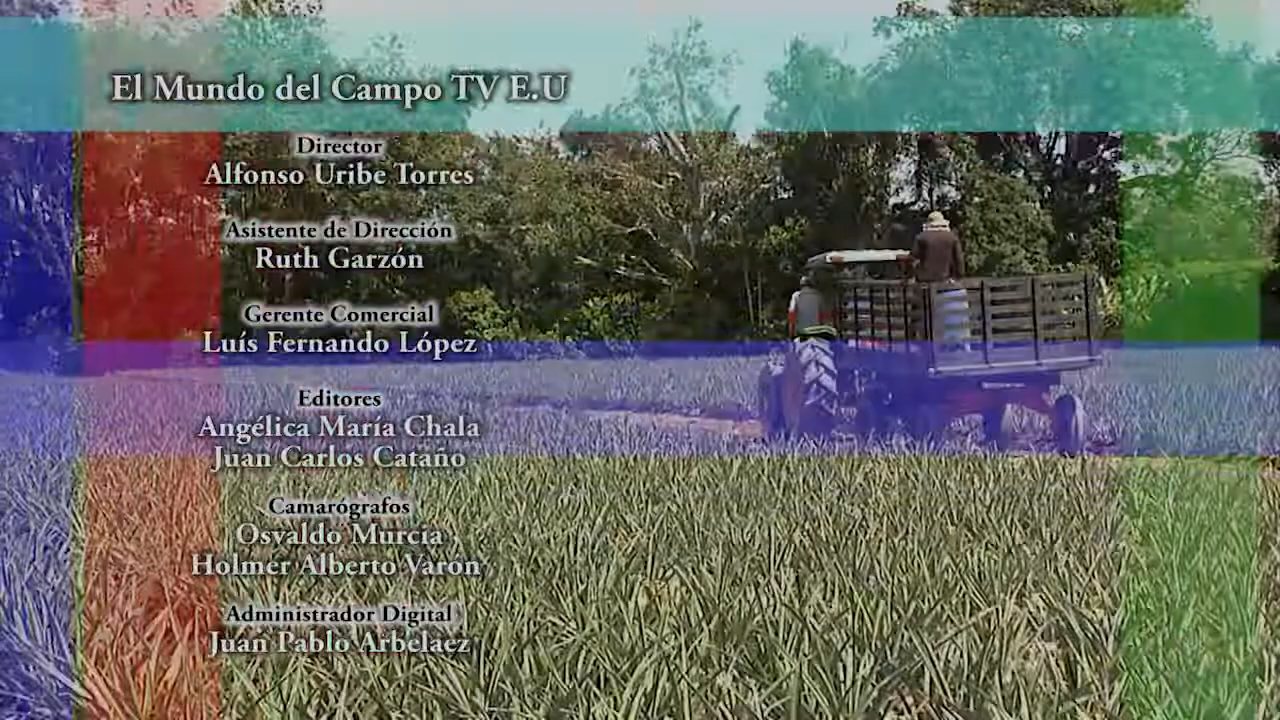 El Mundo del Campo TV E.U
Director
Alfonso Uribe Torres
Asistente de Dirección
Ruth Garzón
Gerente Comercial
Luís Fernando López
Editores
Angélica María Chala
Juan Carlos Cataño
Camarógrafos
Osvaldo Murcia
Holmer Alberto Varón
Administrador Digital
Juan Pablo Arbelaez